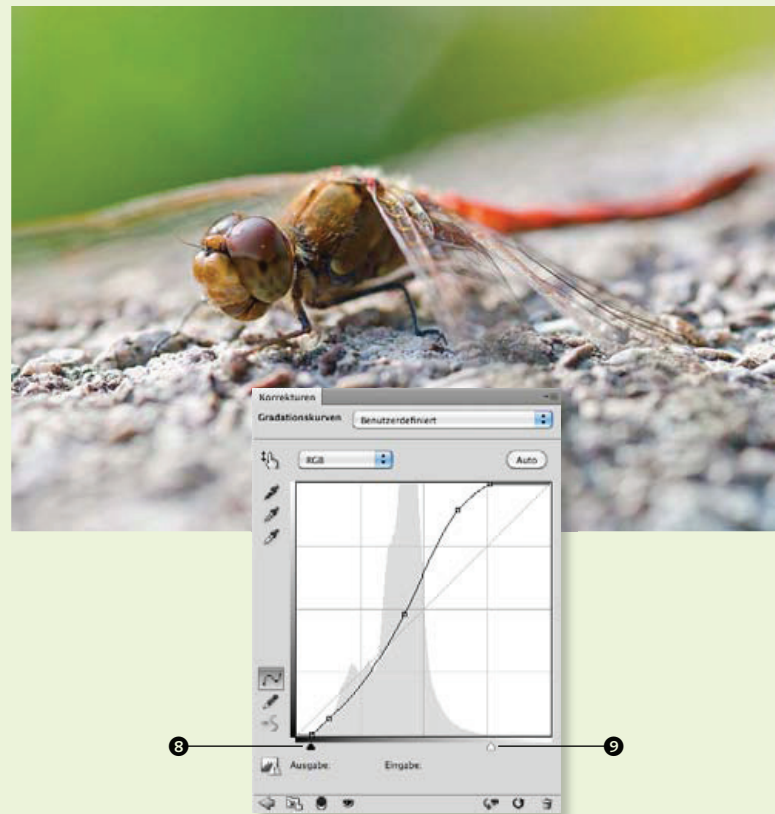 Korrekturen
Gradationskurven Benutzerdefiniert
RGB Auto
8 9
Ausgabe: Eingabe: